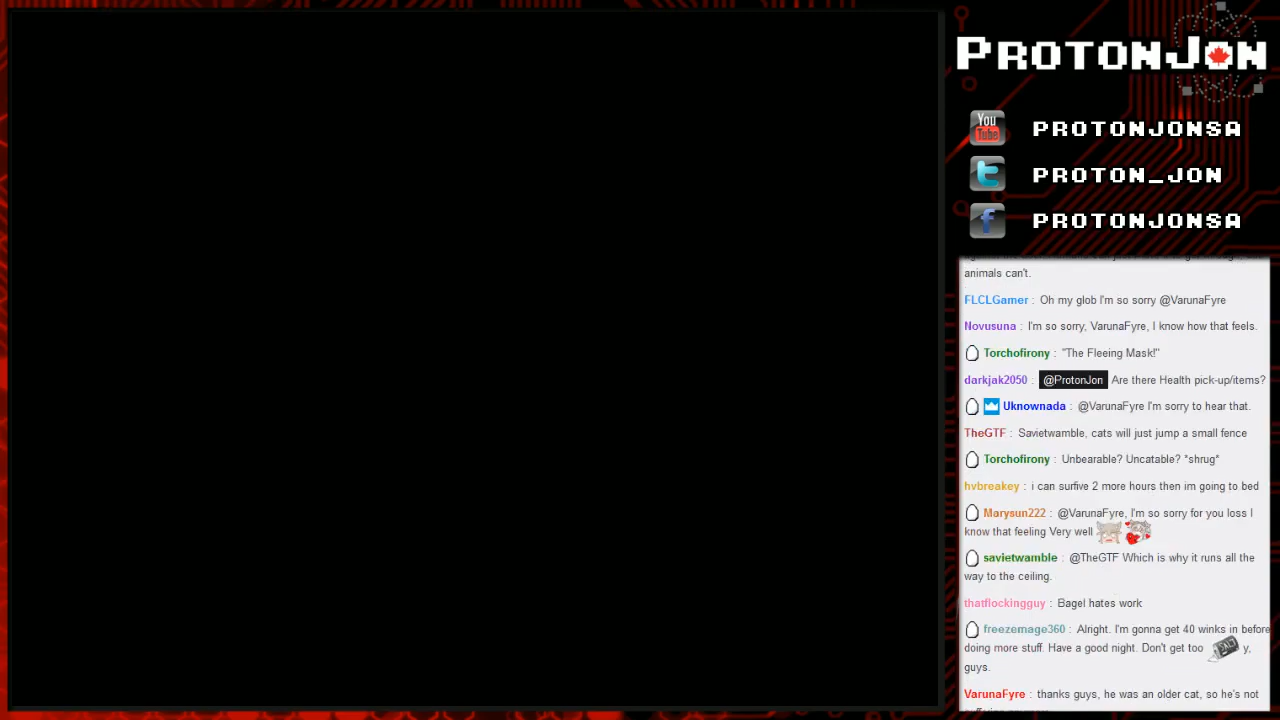 PROTONJON
You
Tube
PROTONJONSA
PROTON_JON
PROTONJONSA
animals can't.
FLCLGamer : Oh my glob I'm so sorry @VarunaFyre
Novusuna : I'm so sorry, VarunaFyre, I know how that feels.
Torchofirony : "The Fleeing Mask!"
darkjak2050 : @ProtonJon Are there Health pick-up/items?
Uknownada : @VarunaFyre I'm sorry to hear that.
TheGTF : Savietwamble, cats will just jump a small fence
Torchofirony : Unbearable? Uncatable? *shrug*
hvbreakey : i can surfive 2 more hours then im going to bed
Marysun222 : @VarunaFyre, I'm so sorry for you loss I
know that feeling Very well
savietwamble : @TheGTF Which is why it runs all the
way to the ceiling.
thatflockingguy : Bagel hates work
freezemage360 : Alright. I'm gonna get 40 winks in before
doing more stuff. Have a good night. Don't get too SALT y,
guys.
VarunaFyre : thanks guys, he was an older cat, so he's not